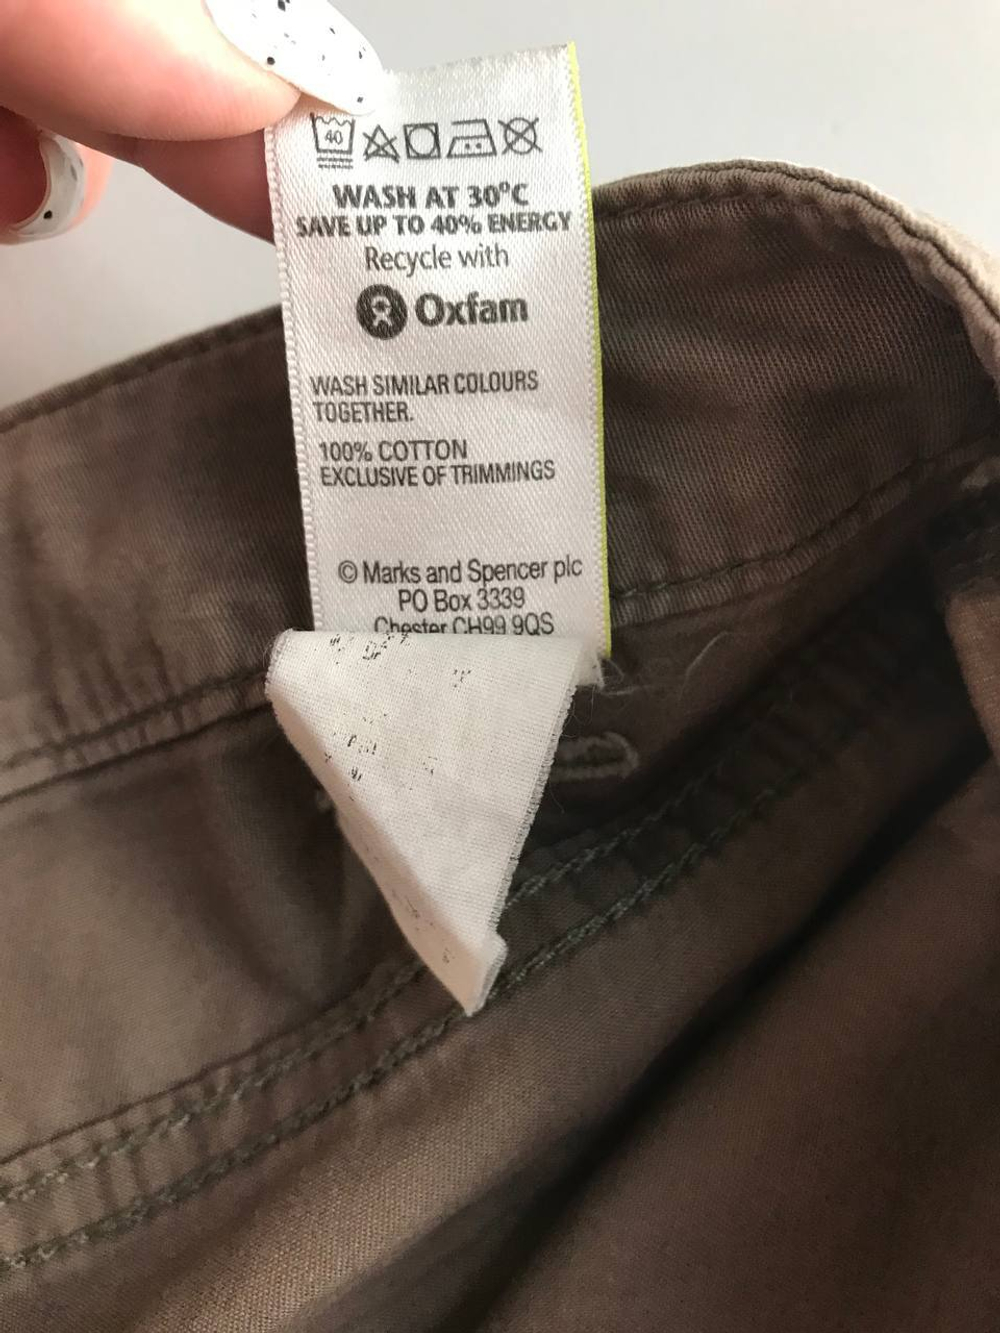 40
WASH AT 30°C
SAVE UP TO 40% ENERGY
Recycle with
Oxfam
WASH SIMILAR COLOURS
TOGETHER.
100% COTTON
EXCLUSIVE OF TRIMMINGS
© Marks and Spencer plc
PO Box 3339
Chester CH99 9QS